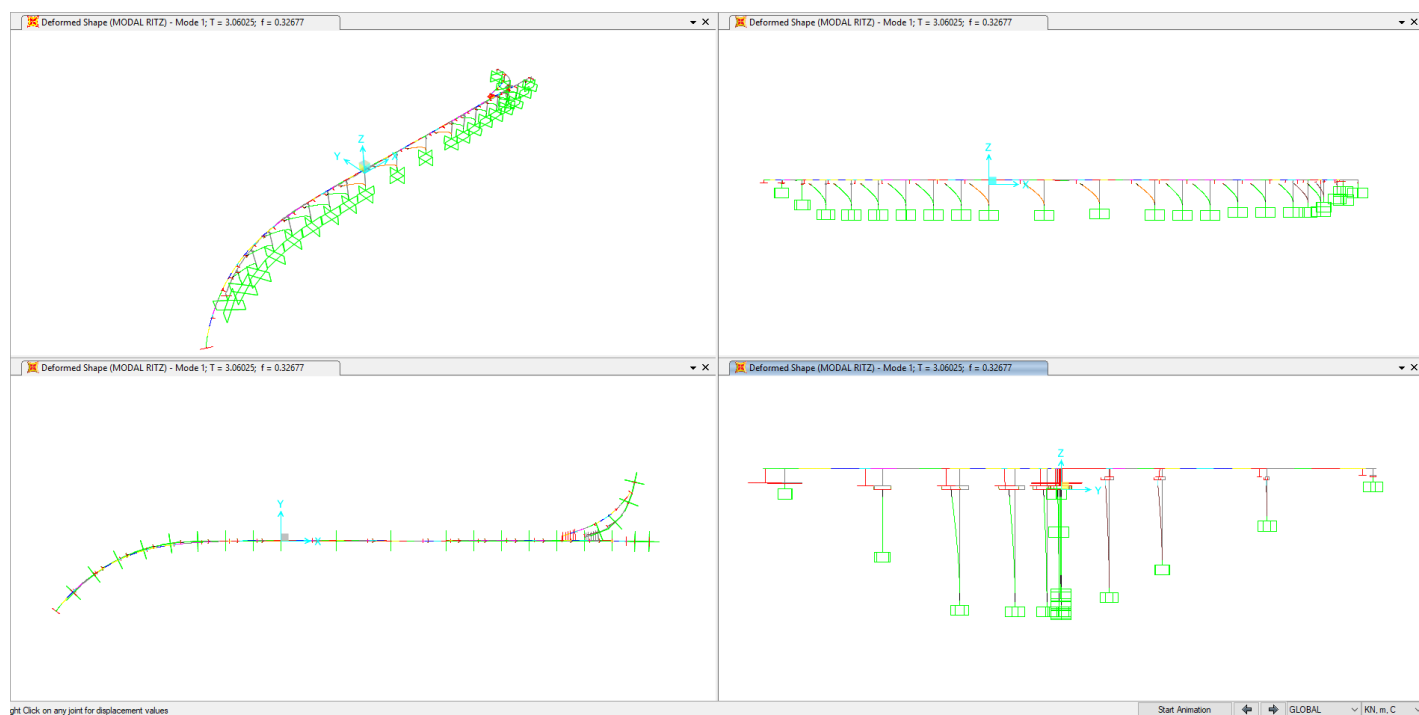 Deformed Shape (MODAL RITZ) - Mode 1; T = 3.06025; f = 0.32677
Deformed Shape (MODAL RITZ) - Mode 1; T = 3.06025; f = 0.32677
Z
Y
X
Z
X
Deformed Shape (MODAL RITZ) - Mode 1; T = 3.06025; f = 0.32677
Deformed Shape (MODAL RITZ) - Mode 1; T = 3.06025; f = 0.32677
Y
X
Z
Y
ght Click on any joint for displacement values
Start Animation
GLOBAL
KN, m, C